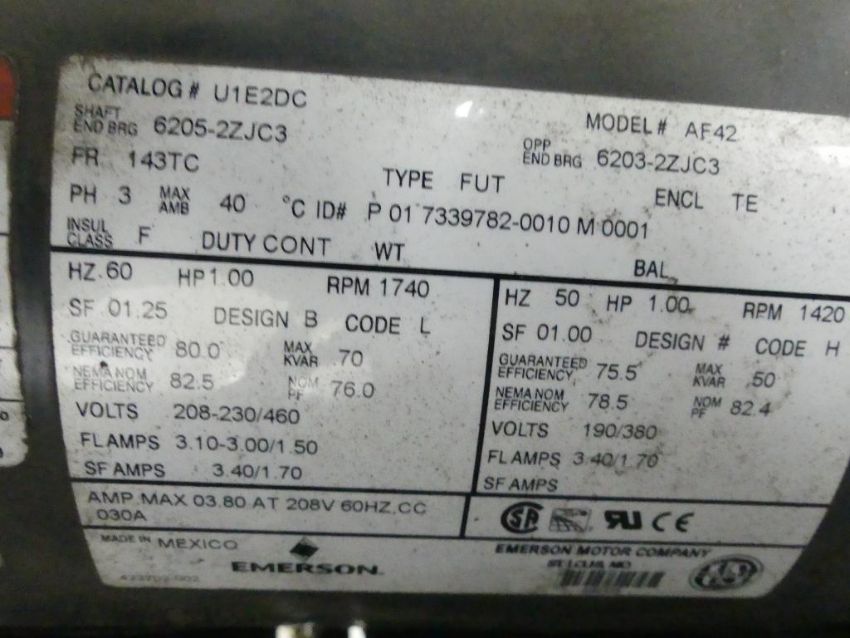 CATALOG # U1E2DC
MODEL# AF42
SHAFT END BRG 6205-2ZJC3
OPP END BRG 6203-2ZJC3
FR 143TC
TYPE FUT
ENCL TE
PH 3 MAX AMB 40 °C ID# P 01 7339782-0010 M 0001
INSUL CLASS F DUTY CONT WT BAL
HZ 60 HP 1.00 RPM 1740
SF 01.25 DESIGN B CODE L
GUARANTEED EFFICIENCY 80.0 MAX KVAR .70
NEMA NOM EFFICIENCY 82.5 NOM PF 76.0
VOLTS 208-230/460
FL AMPS 3.10-3.00/1.50
SF AMPS 3.40/1.70
HZ 50 HP 1.00 RPM 1420
SF 01.00 DESIGN # CODE H
GUARANTEED EFFICIENCY 75.5 MAX KVAR .50
NEMA NOM EFFICIENCY 78.5 NOM PF 82.4
VOLTS 190/380
FL AMPS 3.40/1.70
SF AMPS
AMP MAX 03.80 AT 208V 60HZ,CC
030A
MADE IN MEXICO
EMERSON
EMERSON MOTOR COMPANY
ST. LOUIS, MO